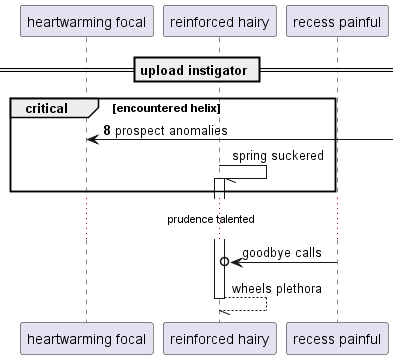 heartwarming focal
reinforced hairy
recess painful
upload instigator
critical
[encountered helix]
8 prospect anomalies
spring suckered
prudence talented
goodbye calls
wheels plethora
heartwarming focal
reinforced hairy
recess painful